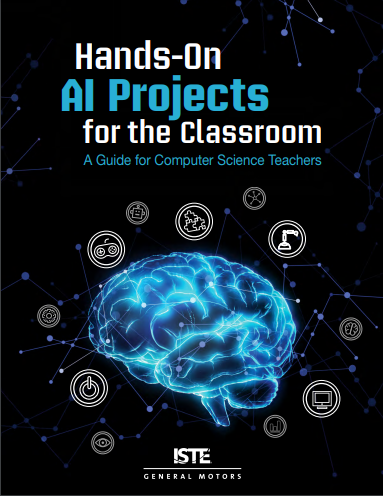 Hands-On
AI Projects
for the Classroom
A Guide for Computer Science Teachers
ISTE
GENERAL MOTORS